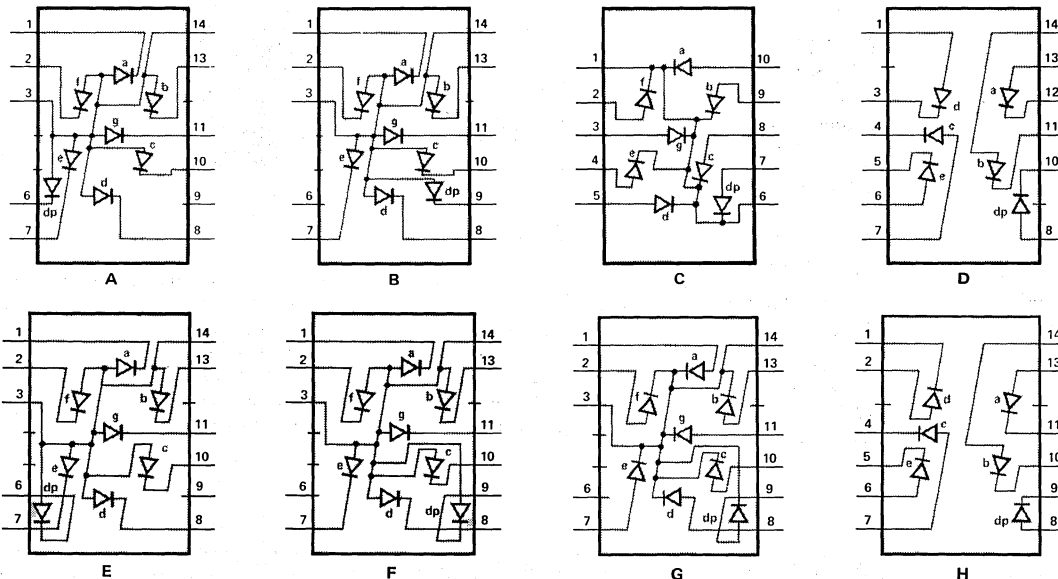 1 14
a
2 13
f b
3
g 11
e c 10
6 d 9
dp
7 8
A
1 14
a
2 13
f b
3
g 11
e c 10
6 dp 9
d
7 8
B
a
1 10
f b
2 9
3 8
g
e c
4 7
dp
5 d 6
C
1 14
2 13
a
3 d 12
4 c 11
5 e b 10
6 dp
7 8
D
1 14
a
2 13
f b
3
g 11
e c 10
dp
6 9
d
7 8
E
1 14
a
2 13
f b
3
g 11
e c 10
6 9
d dp
7 8
F
1 14
a
2 13
f b
3
g 11
e c 10
6 9
d dp
7 8
G
1 14
2 13
d a
4 c 11
5 e b 10
6 9
dp
7 8
H